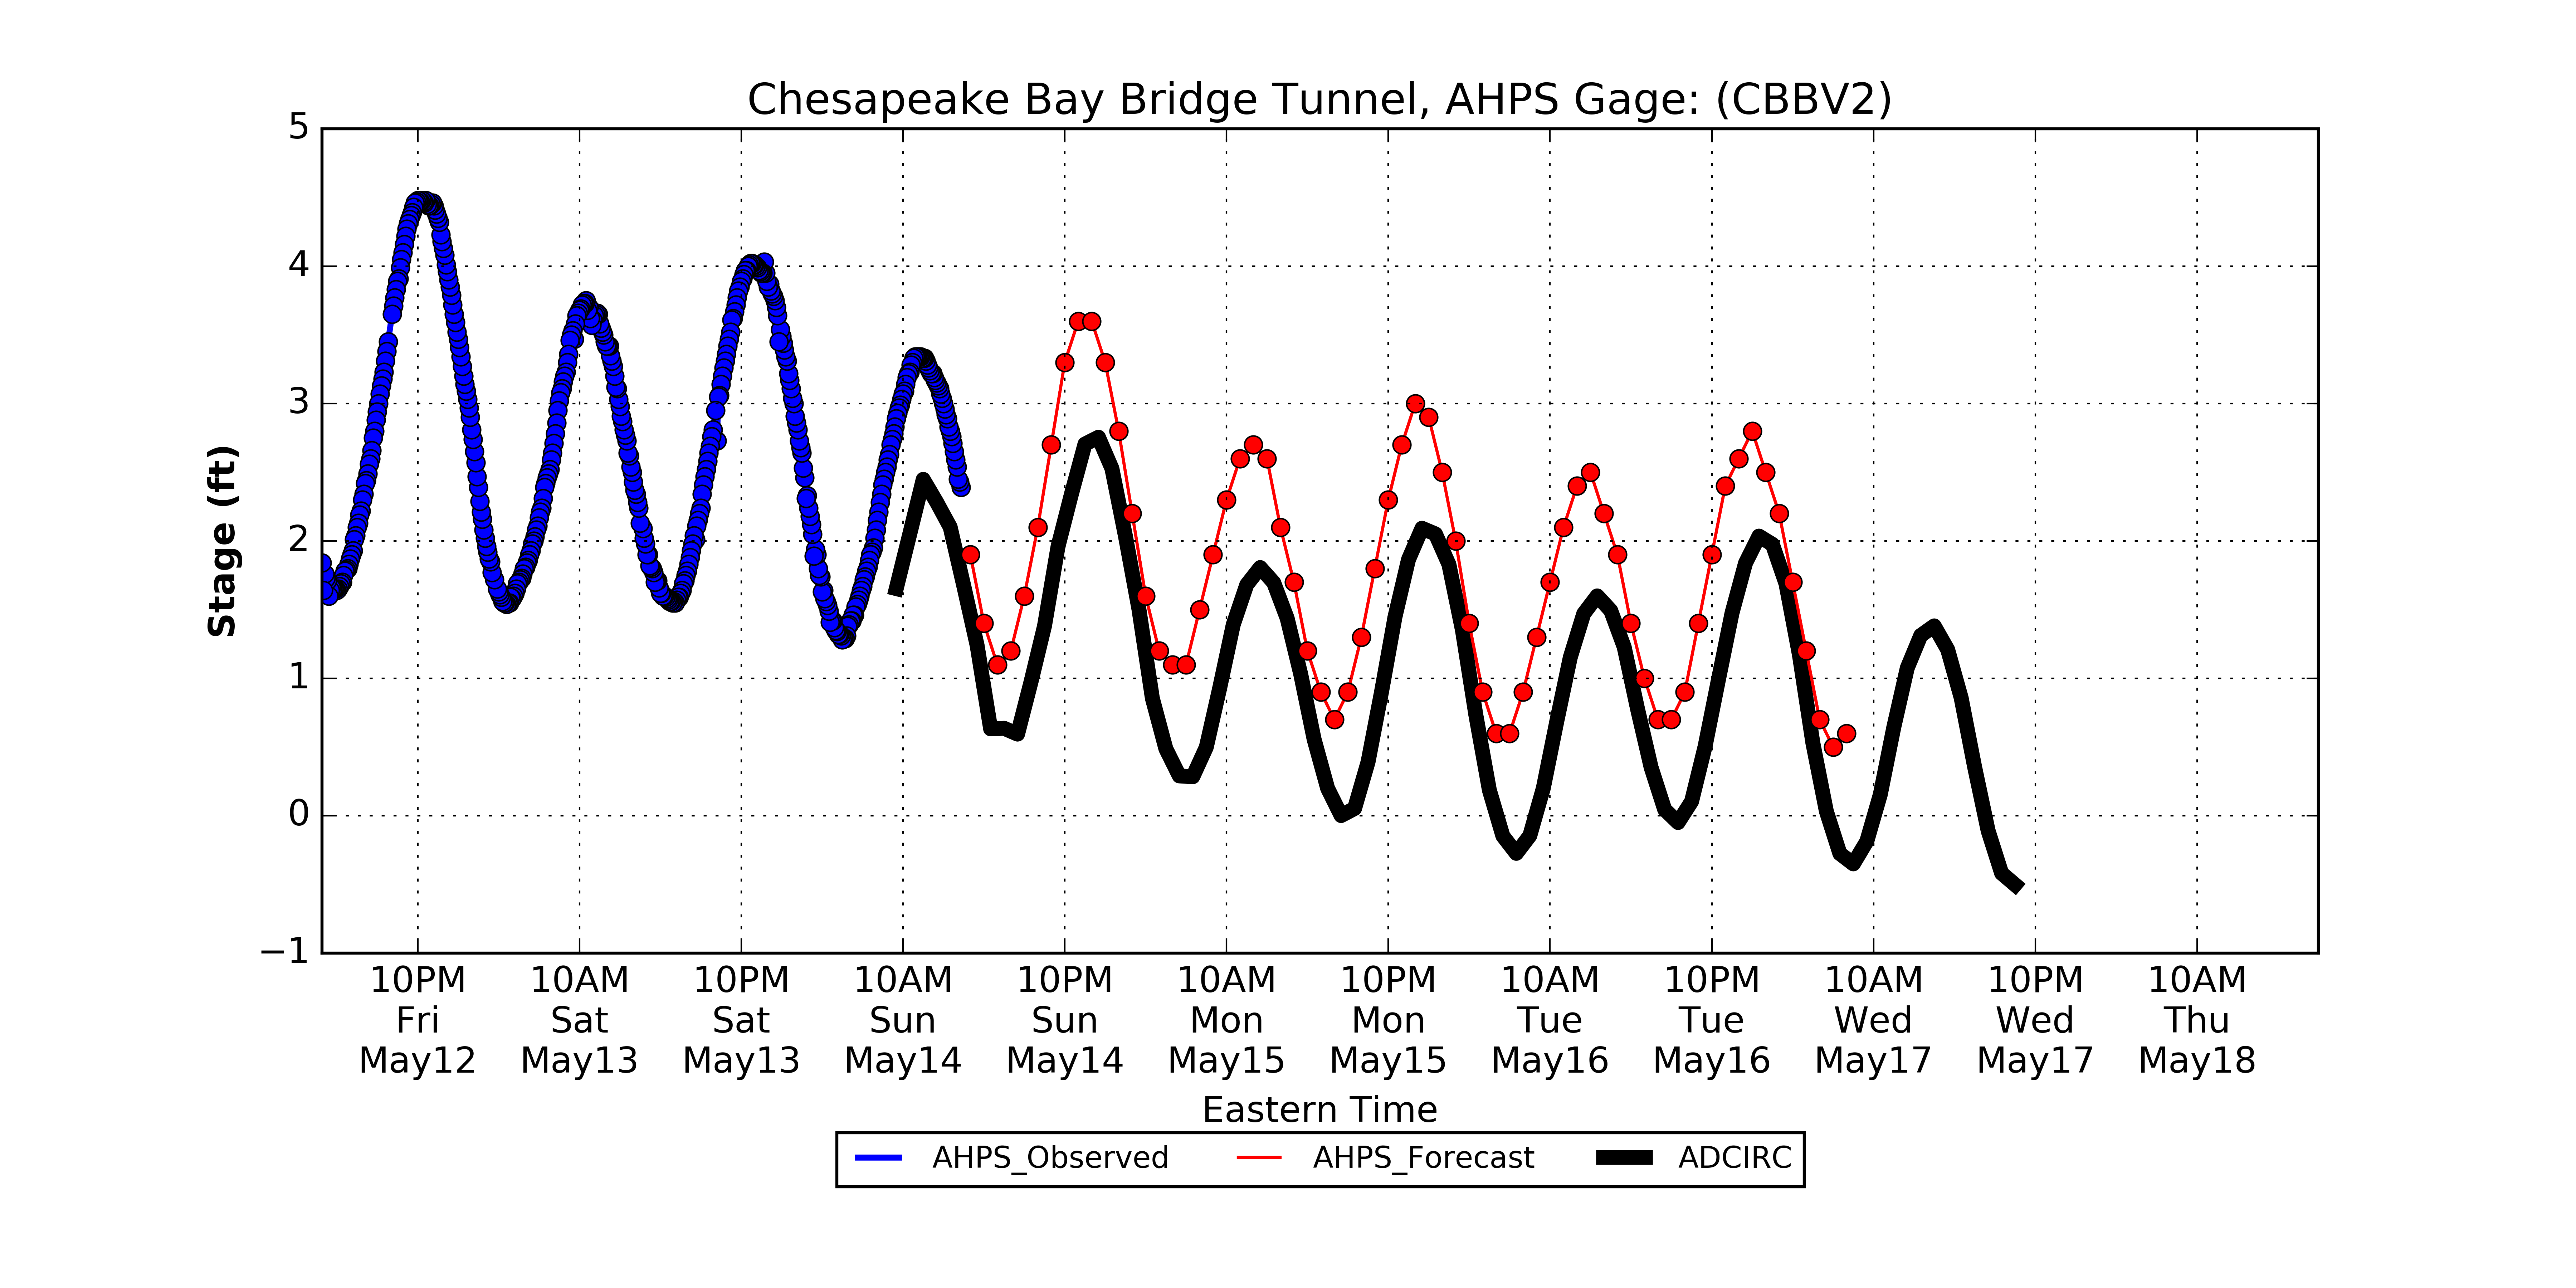 Chesapeake Bay Bridge Tunnel, AHPS Gage: (CBBV2)
5
4
3
2
1
0
−1
Stage (ft)
10PM 10AM 10PM 10AM 10PM 10AM 10PM 10AM 10PM 10AM 10PM 10AM
Fri Sat Sat Sun Sun Mon Mon Tue Tue Wed Wed Thu
May12 May13 May13 May14 May14 May15 May15 May16 May16 May17 May17 May18
Eastern Time
AHPS_Observed AHPS_Forecast ADCIRC